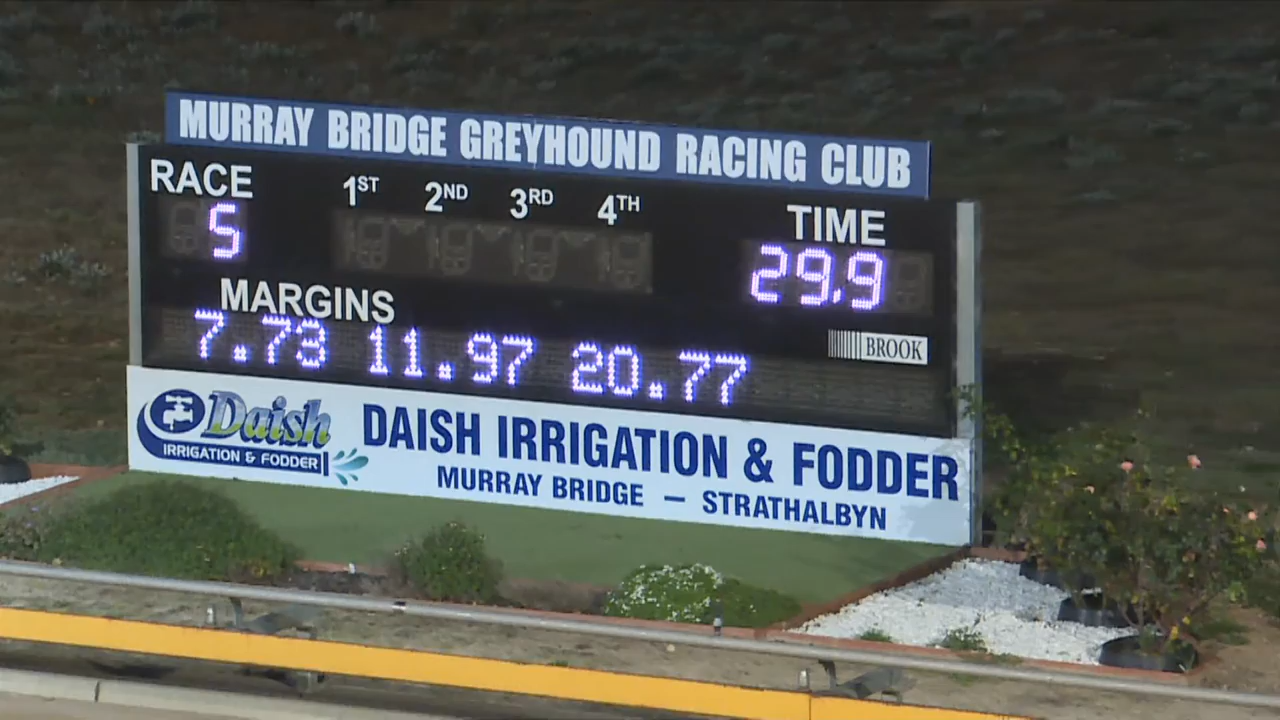 MURRAY BRIDGE GREYHOUND RACING CLUB
RACE 1ST 2ND 3RD 4TH TIME
5 29.9
MARGINS
7.73 11.97 20.77
BROOK
Daish
IRRIGATION & FODDER
DAISH IRRIGATION & FODDER
MURRAY BRIDGE — STRATHALBYN